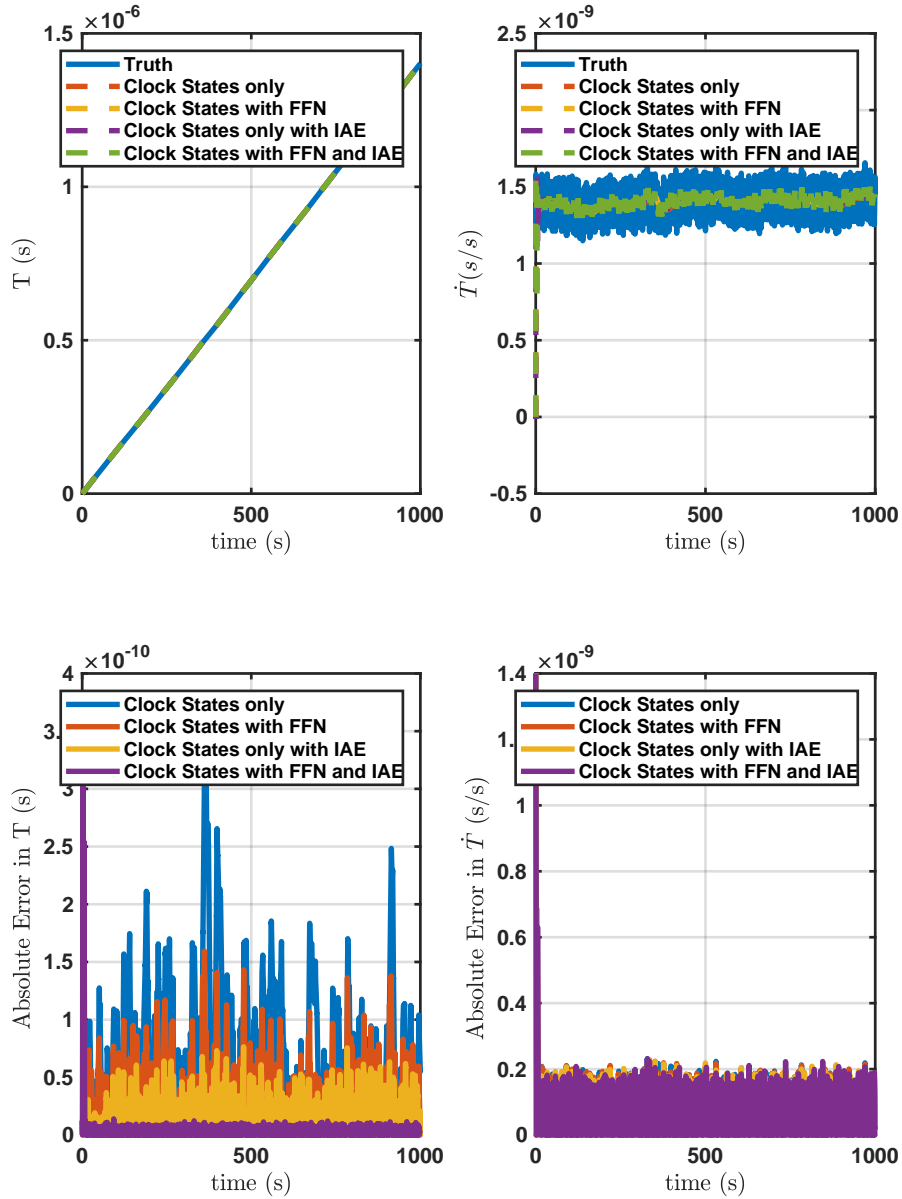 ×10⁻⁶
1.5
1
0.5
0
T (s)
Truth
Clock States only
Clock States with FFN
Clock States only with IAE
Clock States with FFN and IAE
0
500
1000
time (s)
×10⁻⁹
2.5
1.5
1
0.5
0
-0.5
Ṫ(s/s)
Truth
Clock States only
Clock States with FFN
Clock States only with IAE
Clock States with FFN and IAE
0
500
1000
time (s)
×10⁻¹⁰
4
3.
3
2.5
2
1.5
1
0.5
0
Absolute Error in T (s)
Clock States only
Clock States with FFN
Clock States only with IAE
Clock States with FFN and IAE
0
500
1000
time (s)
×10⁻⁹
1.4
1
0.8
0.6
0.4
0.2
0
Absolute Error in Ṫ (s/s)
Clock States only
Clock States with FFN
Clock States only with IAE
Clock States with FFN and IAE
0
500
1000
time (s)